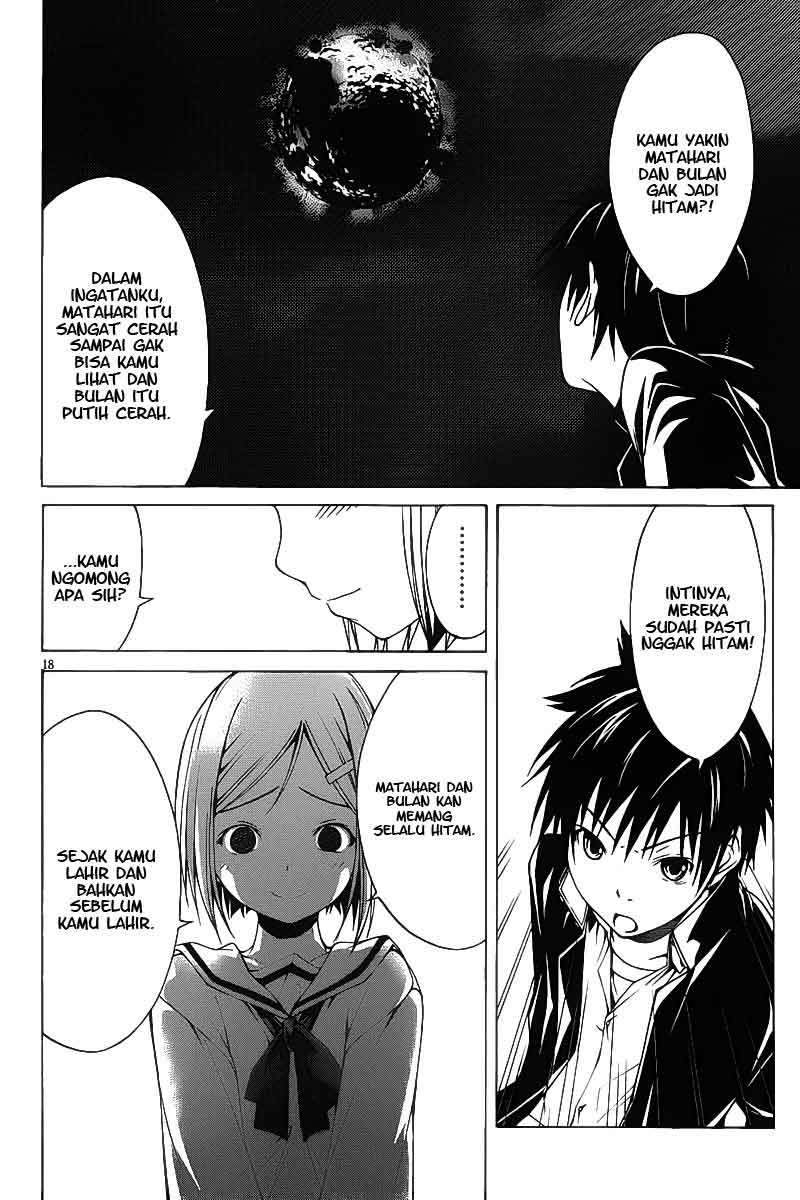 KAMU YAKIN
MATAHARI
DAN BULAN
GAK JADI
HITAM?!
DALAM
INGATANKU,
MATAHARI ITU
SANGAT CERAH
SAMPAI GAK
BISA KAMU
LIHAT DAN
BULAN ITU
PUTIH CERAH.
INTINYA,
MEREKA
SUDAH PASTI
NGGAK HITAM!
.........
...KAMU
NGOMONG
APA SIH?
MATAHARI DAN
BULAN KAN
MEMANG
SELALU HITAM.
SEJAK KAMU
LAHIR DAN
BAHKAN
SEBELUM
KAMU LAHIR.
18